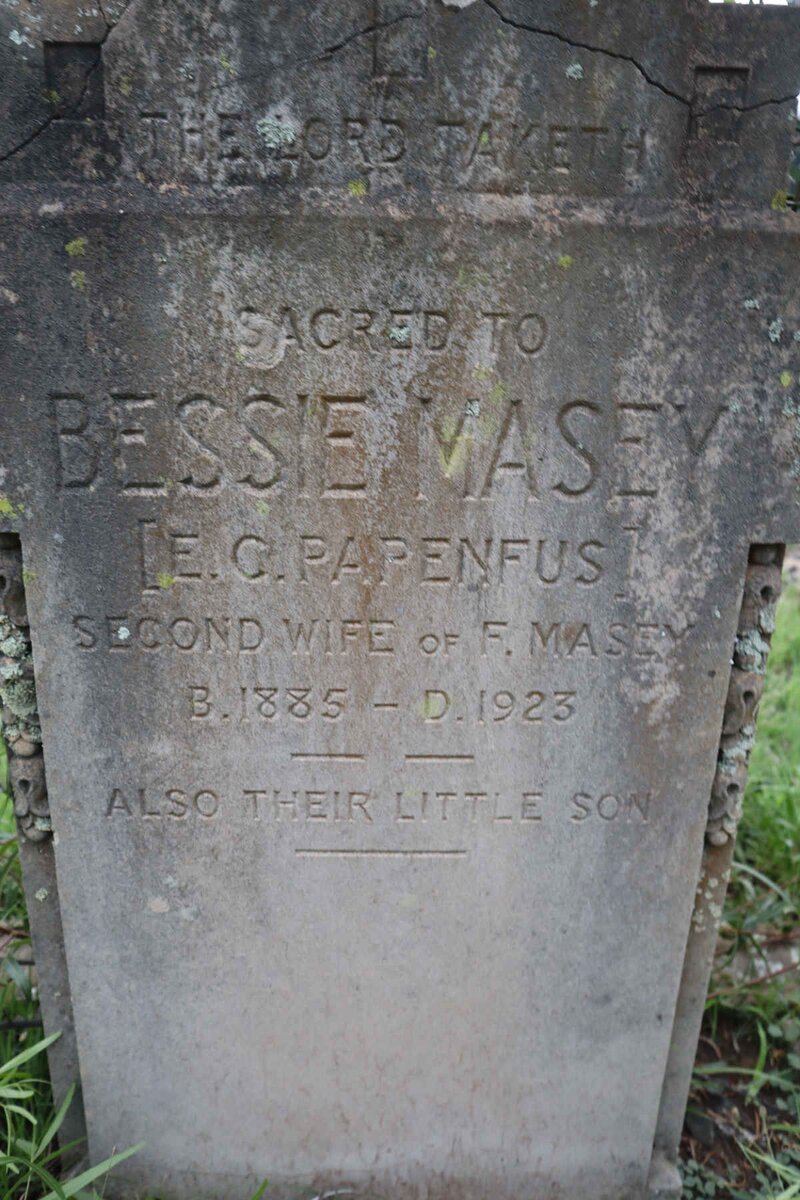 THE LORD TAKETH
SACRED TO
BESSIE MASEY
[E. C. PAPENFUS]
SECOND WIFE OF F. MASEY
B. 1885 – D. 1923
ALSO THEIR LITTLE SON